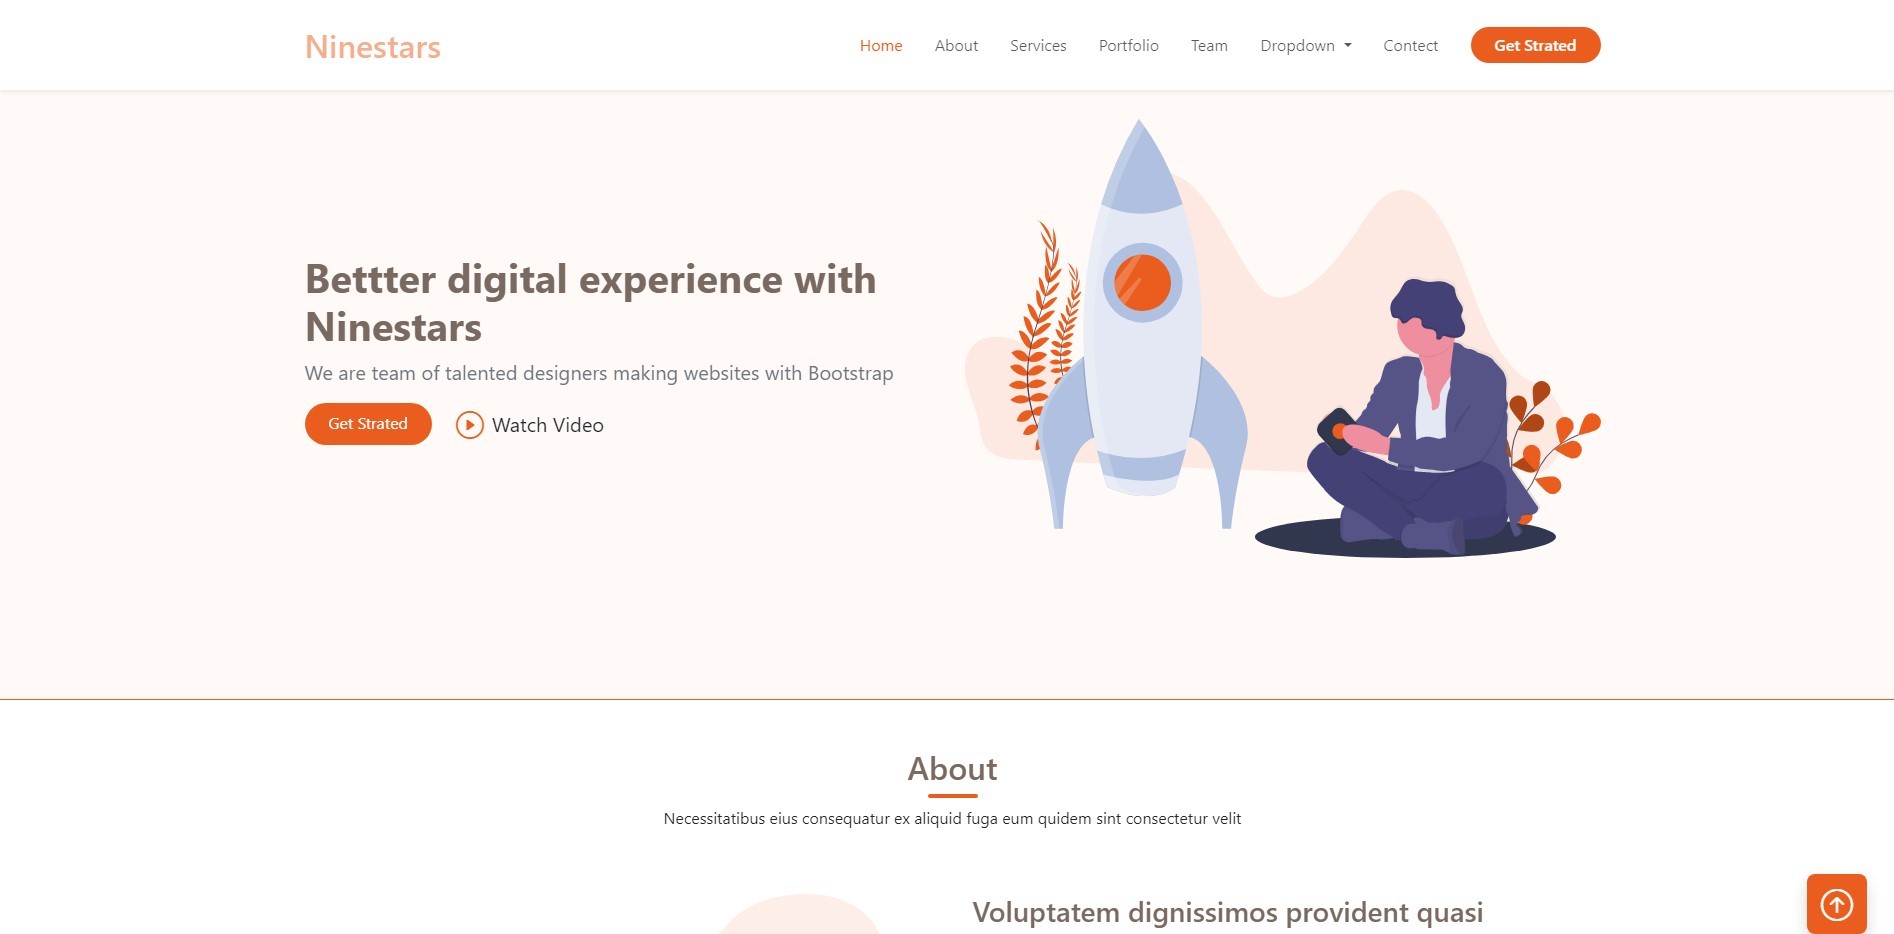 Ninestars
Home About Services Portfolio Team Dropdown Contect Get Strated
Bettter digital experience with
Ninestars
We are team of talented designers making websites with Bootstrap
Get Strated Watch Video
About
Necessitatibus eius consequatur ex aliquid fuga eum quidem sint consectetur velit
Voluptatem dignissimos provident quasi